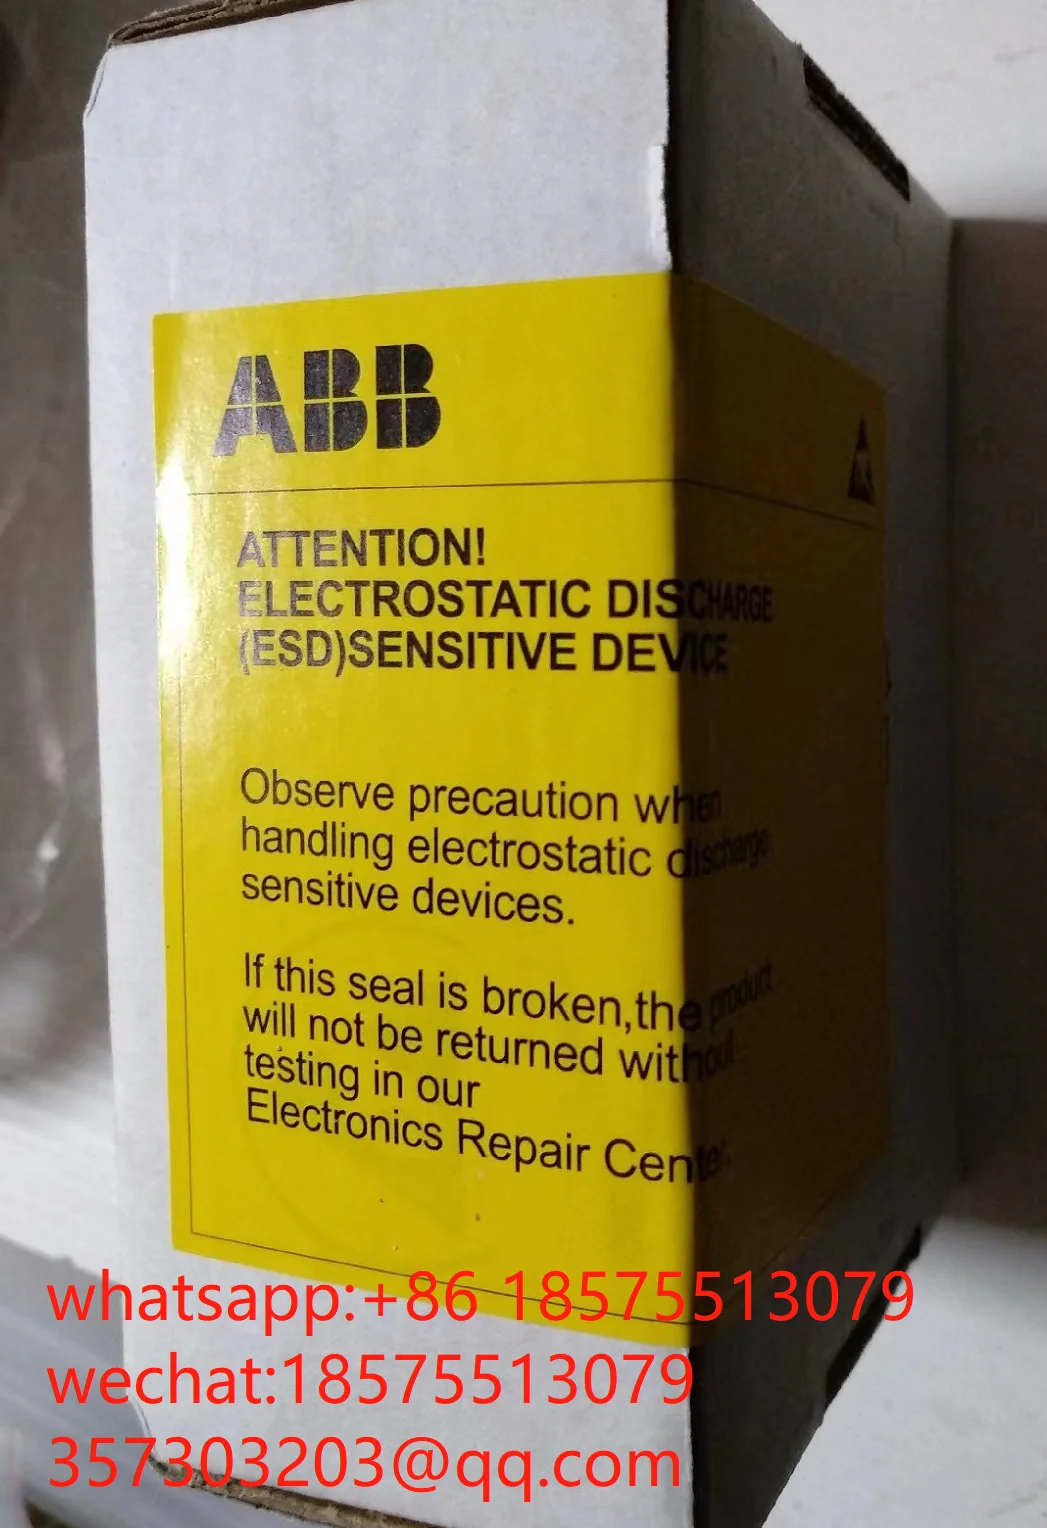 ABB
ATTENTION!
ELECTROSTATIC DISCHARGE
(ESD)SENSITIVE DEVICE
Observe precaution when
handling electrostatic discharge
sensitive devices.
If this seal is broken,the product
will not be returned without
testing in our
Electronics Repair Center.
whatsapp:+86 18575513079
wechat:18575513079
357303203@qq.com